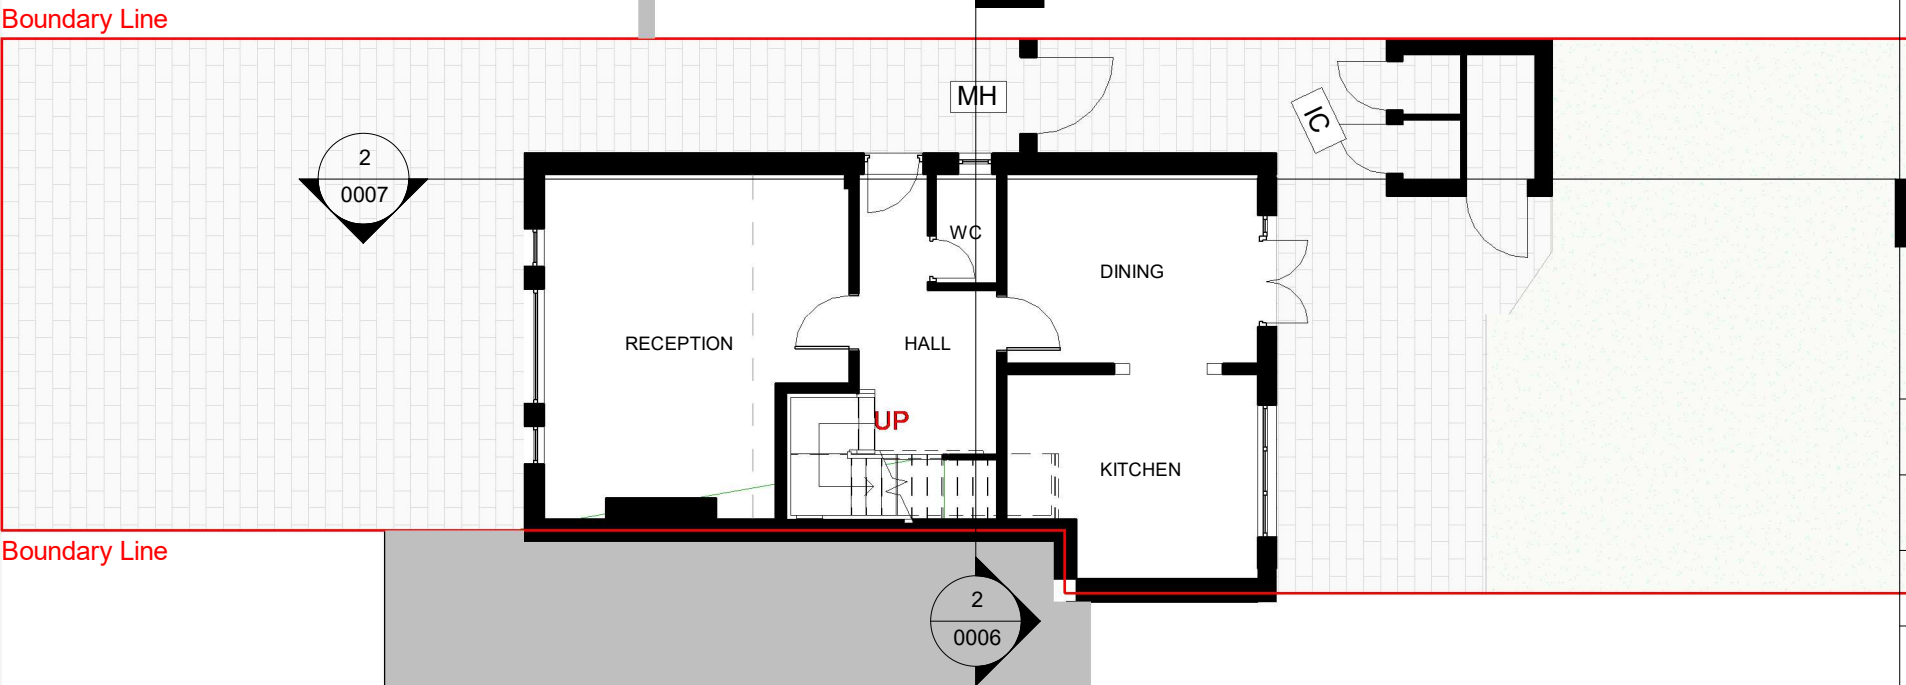 Boundary Line
MH
IC
2
0007
WC
DINING
RECEPTION
HALL
UP
KITCHEN
Boundary Line
2
0006